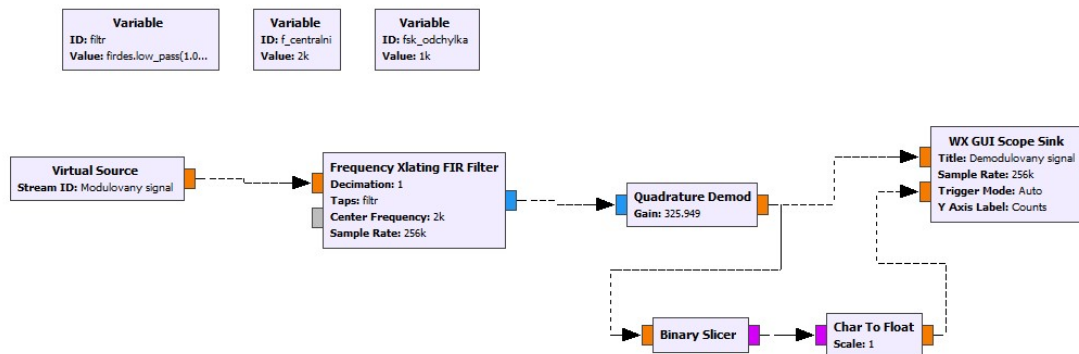 Variable
ID: filtr
Value: firdes.low_pass(1.0...
Variable
ID: f_centralni
Value: 2k
Variable
ID: fsk_odchylka
Value: 1k
Virtual Source
Stream ID: Modulovany signal
Frequency Xlating FIR Filter
Decimation: 1
Taps: filtr
Center Frequency: 2k
Sample Rate: 256k
Quadrature Demod
Gain: 325.949
WX GUI Scope Sink
Title: Demodulovany signal
Sample Rate: 256k
Trigger Mode: Auto
Y Axis Label: Counts
Binary Slicer
Char To Float
Scale: 1